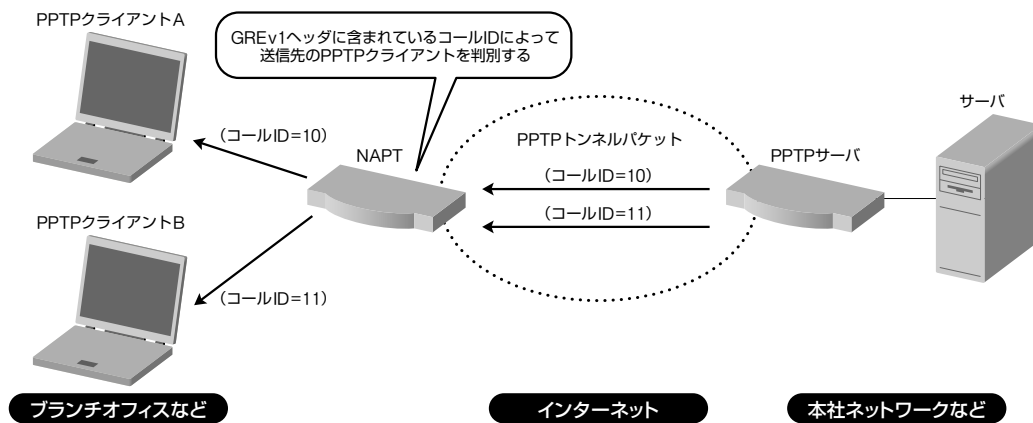 PPTPクライアントA
GREv1ヘッダに含まれているコールIDによって
送信先のPPTPクライアントを判別する
サーバ
(コールID=10)
NAPT
PPTPトンネルパケット
PPTPサーバ
(コールID=10)
(コールID=11)
PPTPクライアントB
(コールID=11)
ブランチオフィスなど
インターネット
本社ネットワークなど